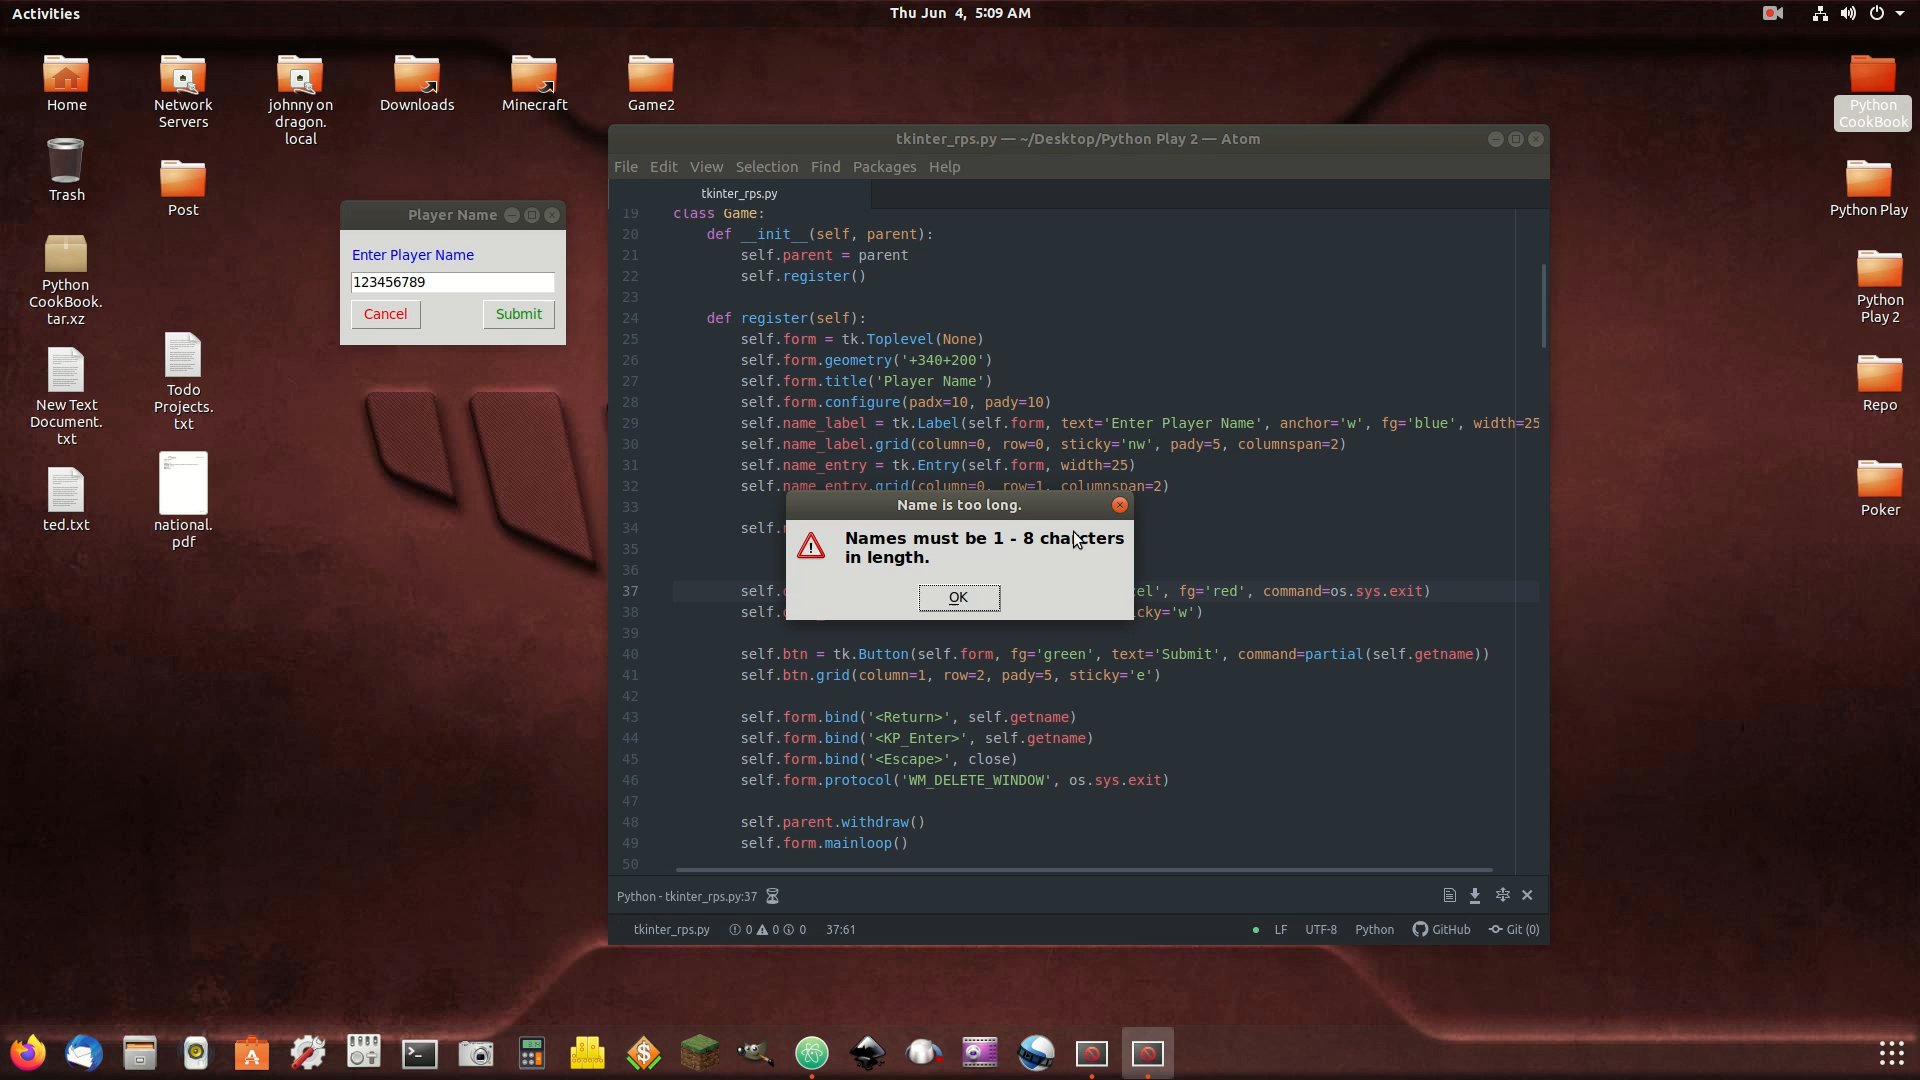 Activities
Thu Jun 4, 5:09 AM
Home
Network
Servers
johnny on
dragon.
local
Downloads
Minecraft
Game2
Python
CookBook
Trash
Post
Python Play
Python
CookBook.
tar.xz
Python
Play 2
New Text
Document.
txt
Todo
Projects.
txt
Repo
ted.txt
national.
pdf
Poker
Player Name
Enter Player Name
123456789
Cancel
Submit
tkinter_rps.py — ~/Desktop/Python Play 2 — Atom
File Edit View Selection Find Packages Help
tkinter_rps.py
19 class Game:
20 def __init__(self, parent):
21 self.parent = parent
22 self.register()
23
24 def register(self):
25 self.form = tk.Toplevel(None)
26 self.form.geometry('+340+200')
27 self.form.title('Player Name')
28 self.form.configure(padx=10, pady=10)
29 self.name_label = tk.Label(self.form, text='Enter Player Name', anchor='w', fg='blue', width=25
30 self.name_label.grid(column=0, row=0, sticky='nw', pady=5, columnspan=2)
31 self.name_entry = tk.Entry(self.form, width=25)
32 self.name_entry.grid(column=0, row=1, columnspan=2)
33
34 self.
35
36
37 self. el', fg='red', command=os.sys.exit)
38 self. cky='w')
39
40 self.btn = tk.Button(self.form, fg='green', text='Submit', command=partial(self.getname))
41 self.btn.grid(column=1, row=2, pady=5, sticky='e')
42
43 self.form.bind('<Return>', self.getname)
44 self.form.bind('<KP_Enter>', self.getname)
45 self.form.bind('<Escape>', close)
46 self.form.protocol('WM_DELETE_WINDOW', os.sys.exit)
47
48 self.parent.withdraw()
49 self.form.mainloop()
50
Name is too long.
Names must be 1 - 8 characters
in length.
OK
Python - tkinter_rps.py:37
tkinter_rps.py 0 0 0 37:61 LF UTF-8 Python GitHub Git (0)